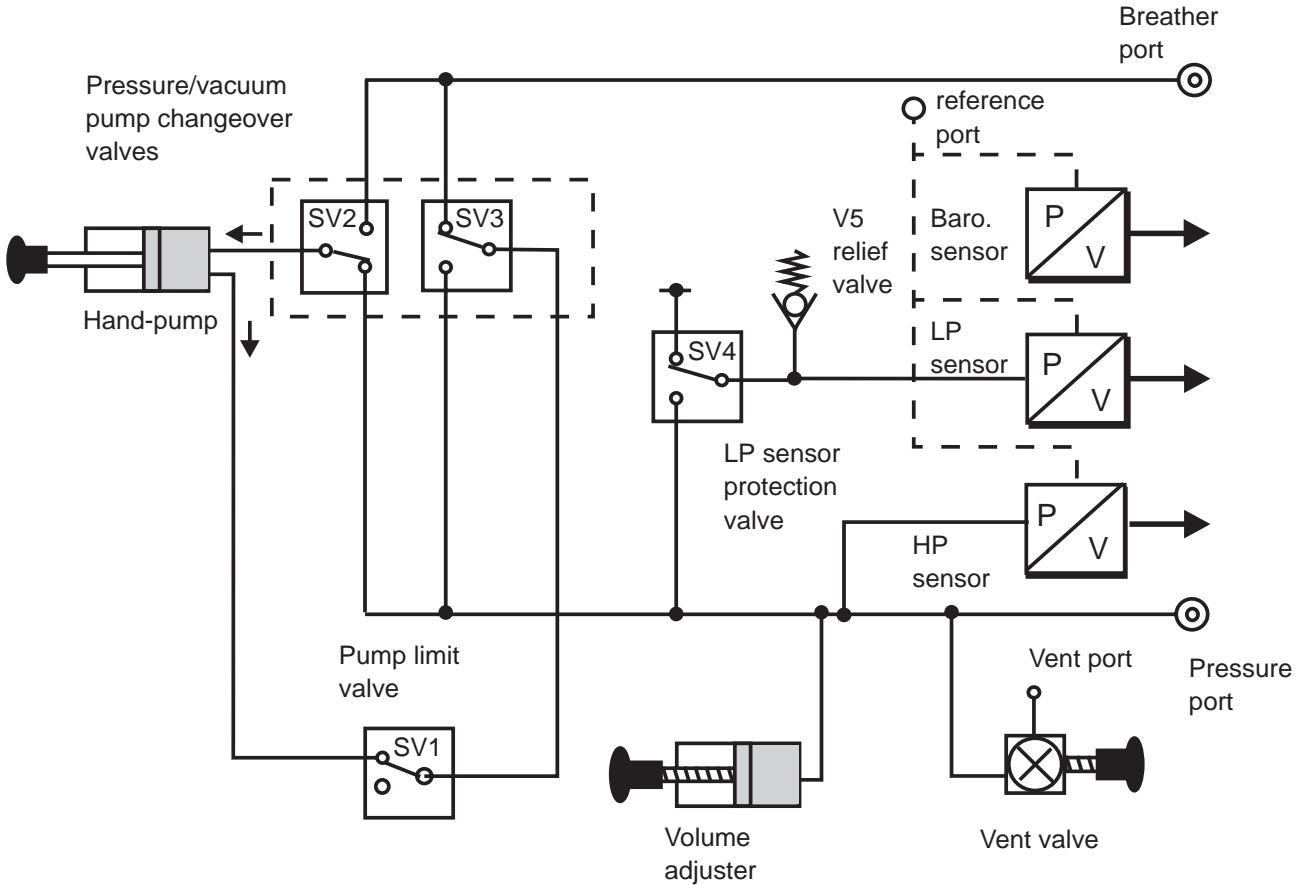 Breather
port
Pressure/vacuum
pump changeover
valves
reference
port
SV2
SV3
V5
relief
valve
Baro.
sensor
P
V
Hand-pump
SV4
LP
sensor
P
V
LP sensor
protection
valve
HP
sensor
P
V
Pump limit
valve
Vent port
Pressure
port
SV1
Volume
adjuster
Vent valve